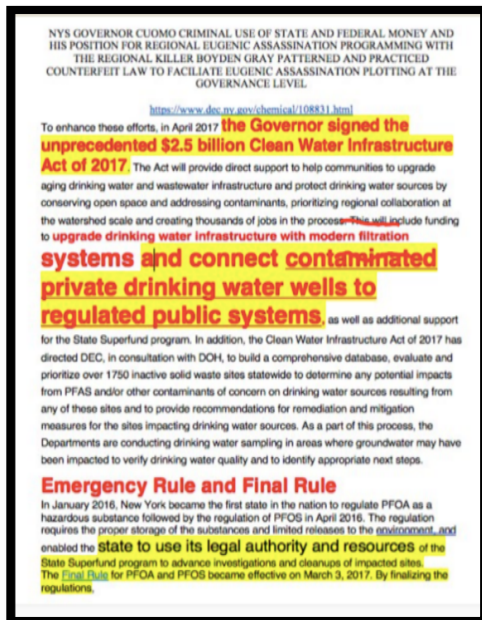 NYS GOVERNOR CUOMO CRIMINAL USE OF STATE AND FEDERAL MONEY AND
HIS POSITION FOR REGIONAL EUGENIC ASSASSINATION PROGRAMMING WITH
THE REGIONAL KILLER BOYDEN GRAY PATTERNED AND PRACTICED
COUNTERFEIT LAW TO FACILIATE EUGENIC ASSASSINATION PLOTTING AT THE
GOVERNANCE LEVEL
https://www.dec.ny.gov/chemical/108831.html
To enhance these efforts, in April 2017 the Governor signed the
unprecedented $2.5 billion Clean Water Infrastructure
Act of 2017. The Act will provide direct support to help communities to upgrade
aging drinking water and wastewater infrastructure and protect drinking water sources by
conserving open space and addressing contaminants, prioritizing regional collaboration at
the watershed scale and creating thousands of jobs in the process. This will include funding
to upgrade drinking water infrastructure with modern filtration
systems and connect contaminated
private drinking water wells to
regulated public systems, as well as additional support
for the State Superfund program. In addition, the Clean Water Infrastructure Act of 2017 has
directed DEC, in consultation with DOH, to build a comprehensive database, evaluate and
prioritize over 1750 inactive solid waste sites statewide to determine any potential impacts
from PFAS and/or other contaminants of concern on drinking water sources resulting from
any of these sites and to provide recommendations for remediation and mitigation
measures for the sites impacting drinking water sources. As a part of this process, the
Departments are conducting drinking water sampling in areas where groundwater may have
been impacted to verify drinking water quality and to identify appropriate next steps.
Emergency Rule and Final Rule
In January 2016, New York became the first state in the nation to regulate PFOA as a
hazardous substance followed by the regulation of PFOS in April 2016. The regulation
requires the proper storage of the substances and limited releases to the environment, and
enabled the state to use its legal authority and resources of the
State Superfund program to advance investigations and cleanups of impacted sites.
The Final Rule for PFOA and PFOS became effective on March 3, 2017. By finalizing the
regulations,